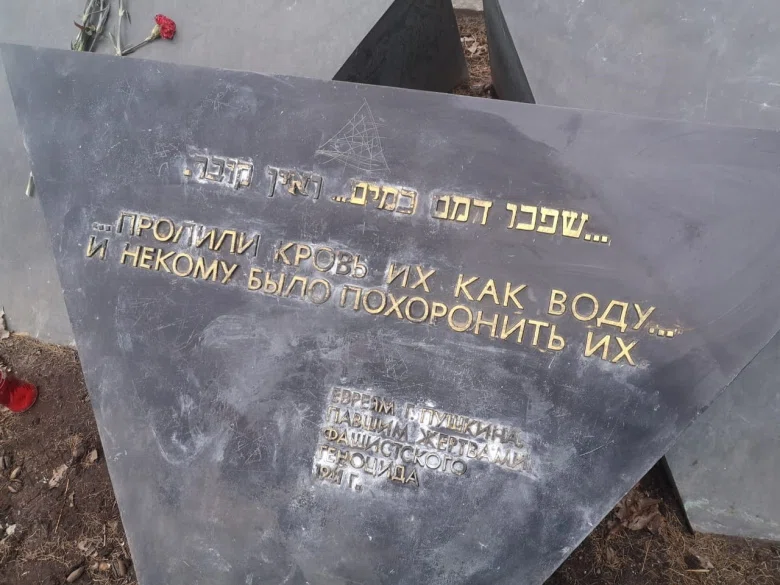 ...שפכו דמם כמים... ואין קובר.
...ПРОЛИЛИ КРОВЬ ИХ КАК ВОДУ...
И НЕКОМУ БЫЛО ПОХОРОНИТЬ ИХ
ЕВРЕЯМ Г. ПУШКИНА.
ПАВШИМ ЖЕРТВАМИ
ФАШИСТСКОГО
ГЕНОЦИДА
1941 Г.